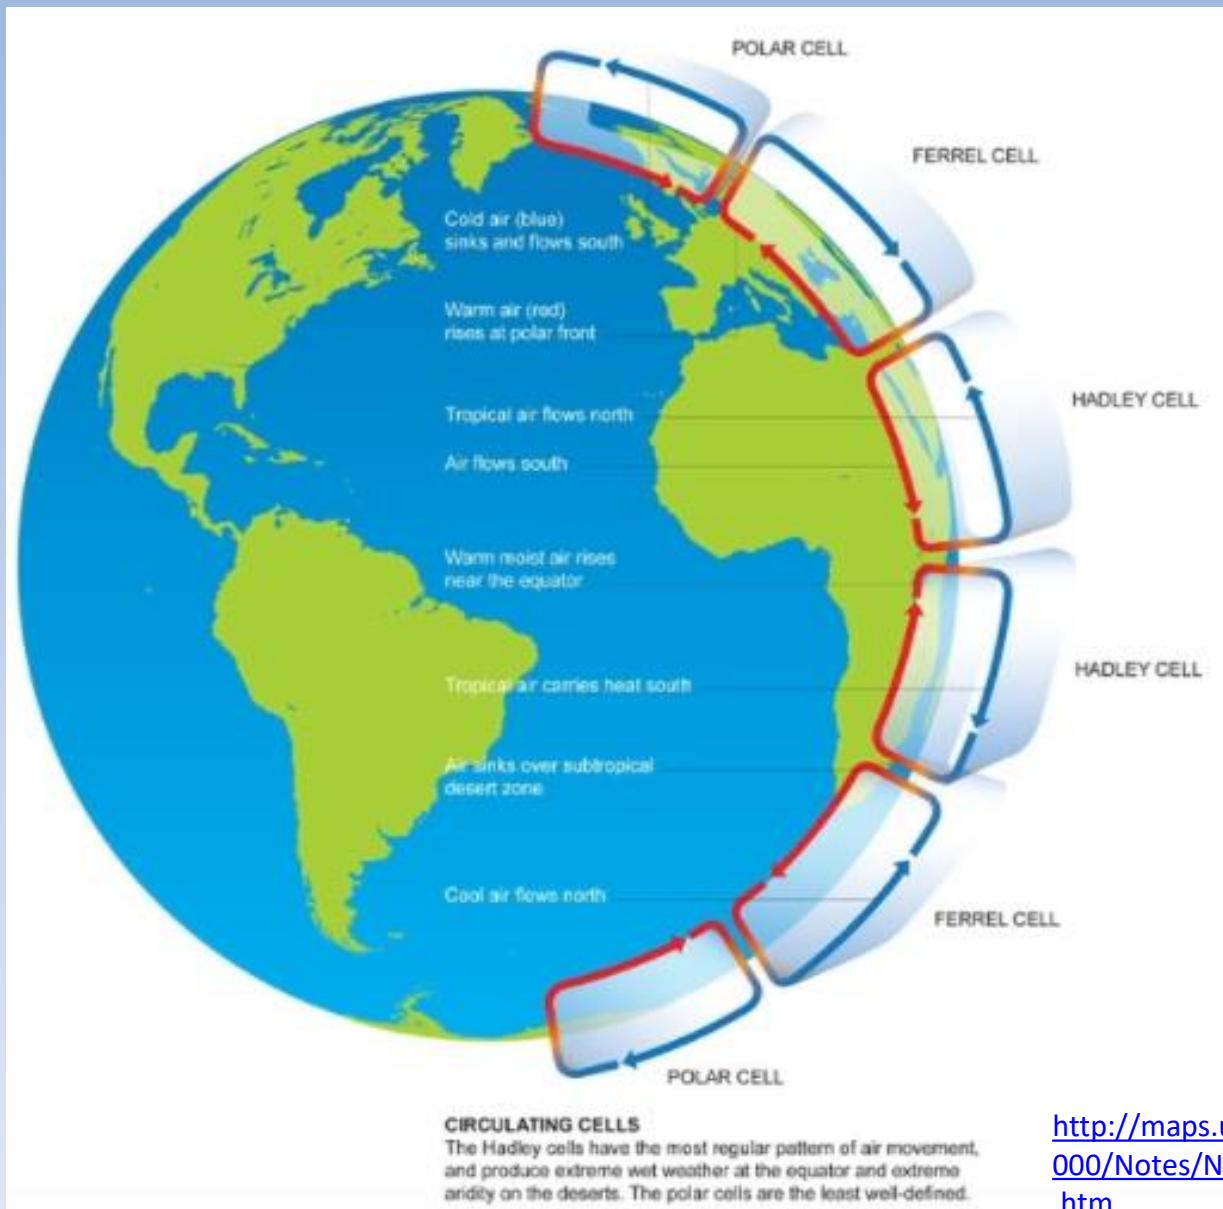 POLAR CELL
FERREL CELL
Cold air (blue)
sinks and flows south
Warm air (red)
rises at polar front
HADLEY CELL
Tropical air flows north
Air flows south
Warm moist air rises
near the equator
HADLEY CELL
Tropical air carries heat south
Air sinks over subtropical
desert zone
Cool air flows north
FERREL CELL
POLAR CELL
CIRCULATING CELLS
The Hadley cells have the most regular pattern of air movement,
and produce extreme wet weather at the equator and extreme
aridity on the deserts. The polar cells are the least well-defined.
http://maps.u
000/Notes/N
.htm